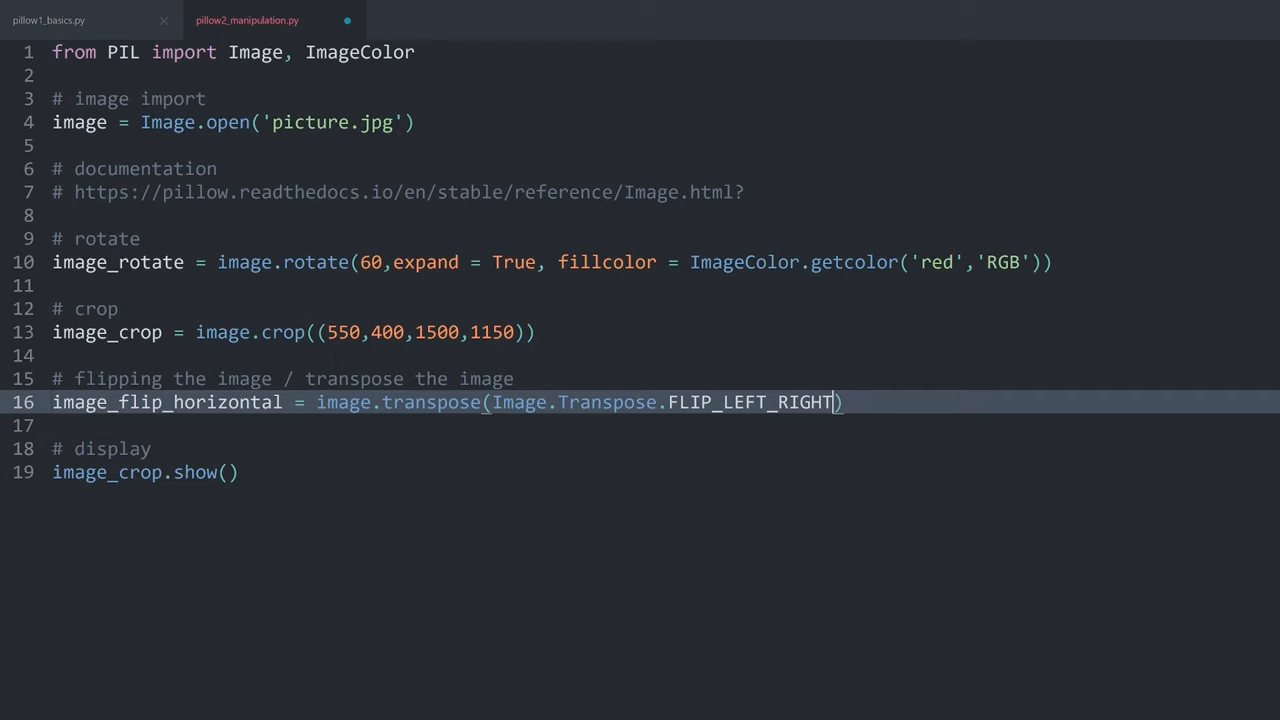 pillow1_basics.py
pillow2_manipulation.py
1 from PIL import Image, ImageColor
2
3 # image import
4 image = Image.open('picture.jpg')
5
6 # documentation
7 # https://pillow.readthedocs.io/en/stable/reference/Image.html?
8
9 # rotate
10 image_rotate = image.rotate(60,expand = True, fillcolor = ImageColor.getcolor('red','RGB'))
11
12 # crop
13 image_crop = image.crop((550,400,1500,1150))
14
15 # flipping the image / transpose the image
16 image_flip_horizontal = image.transpose(Image.Transpose.FLIP_LEFT_RIGHT)
17
18 # display
19 image_crop.show()